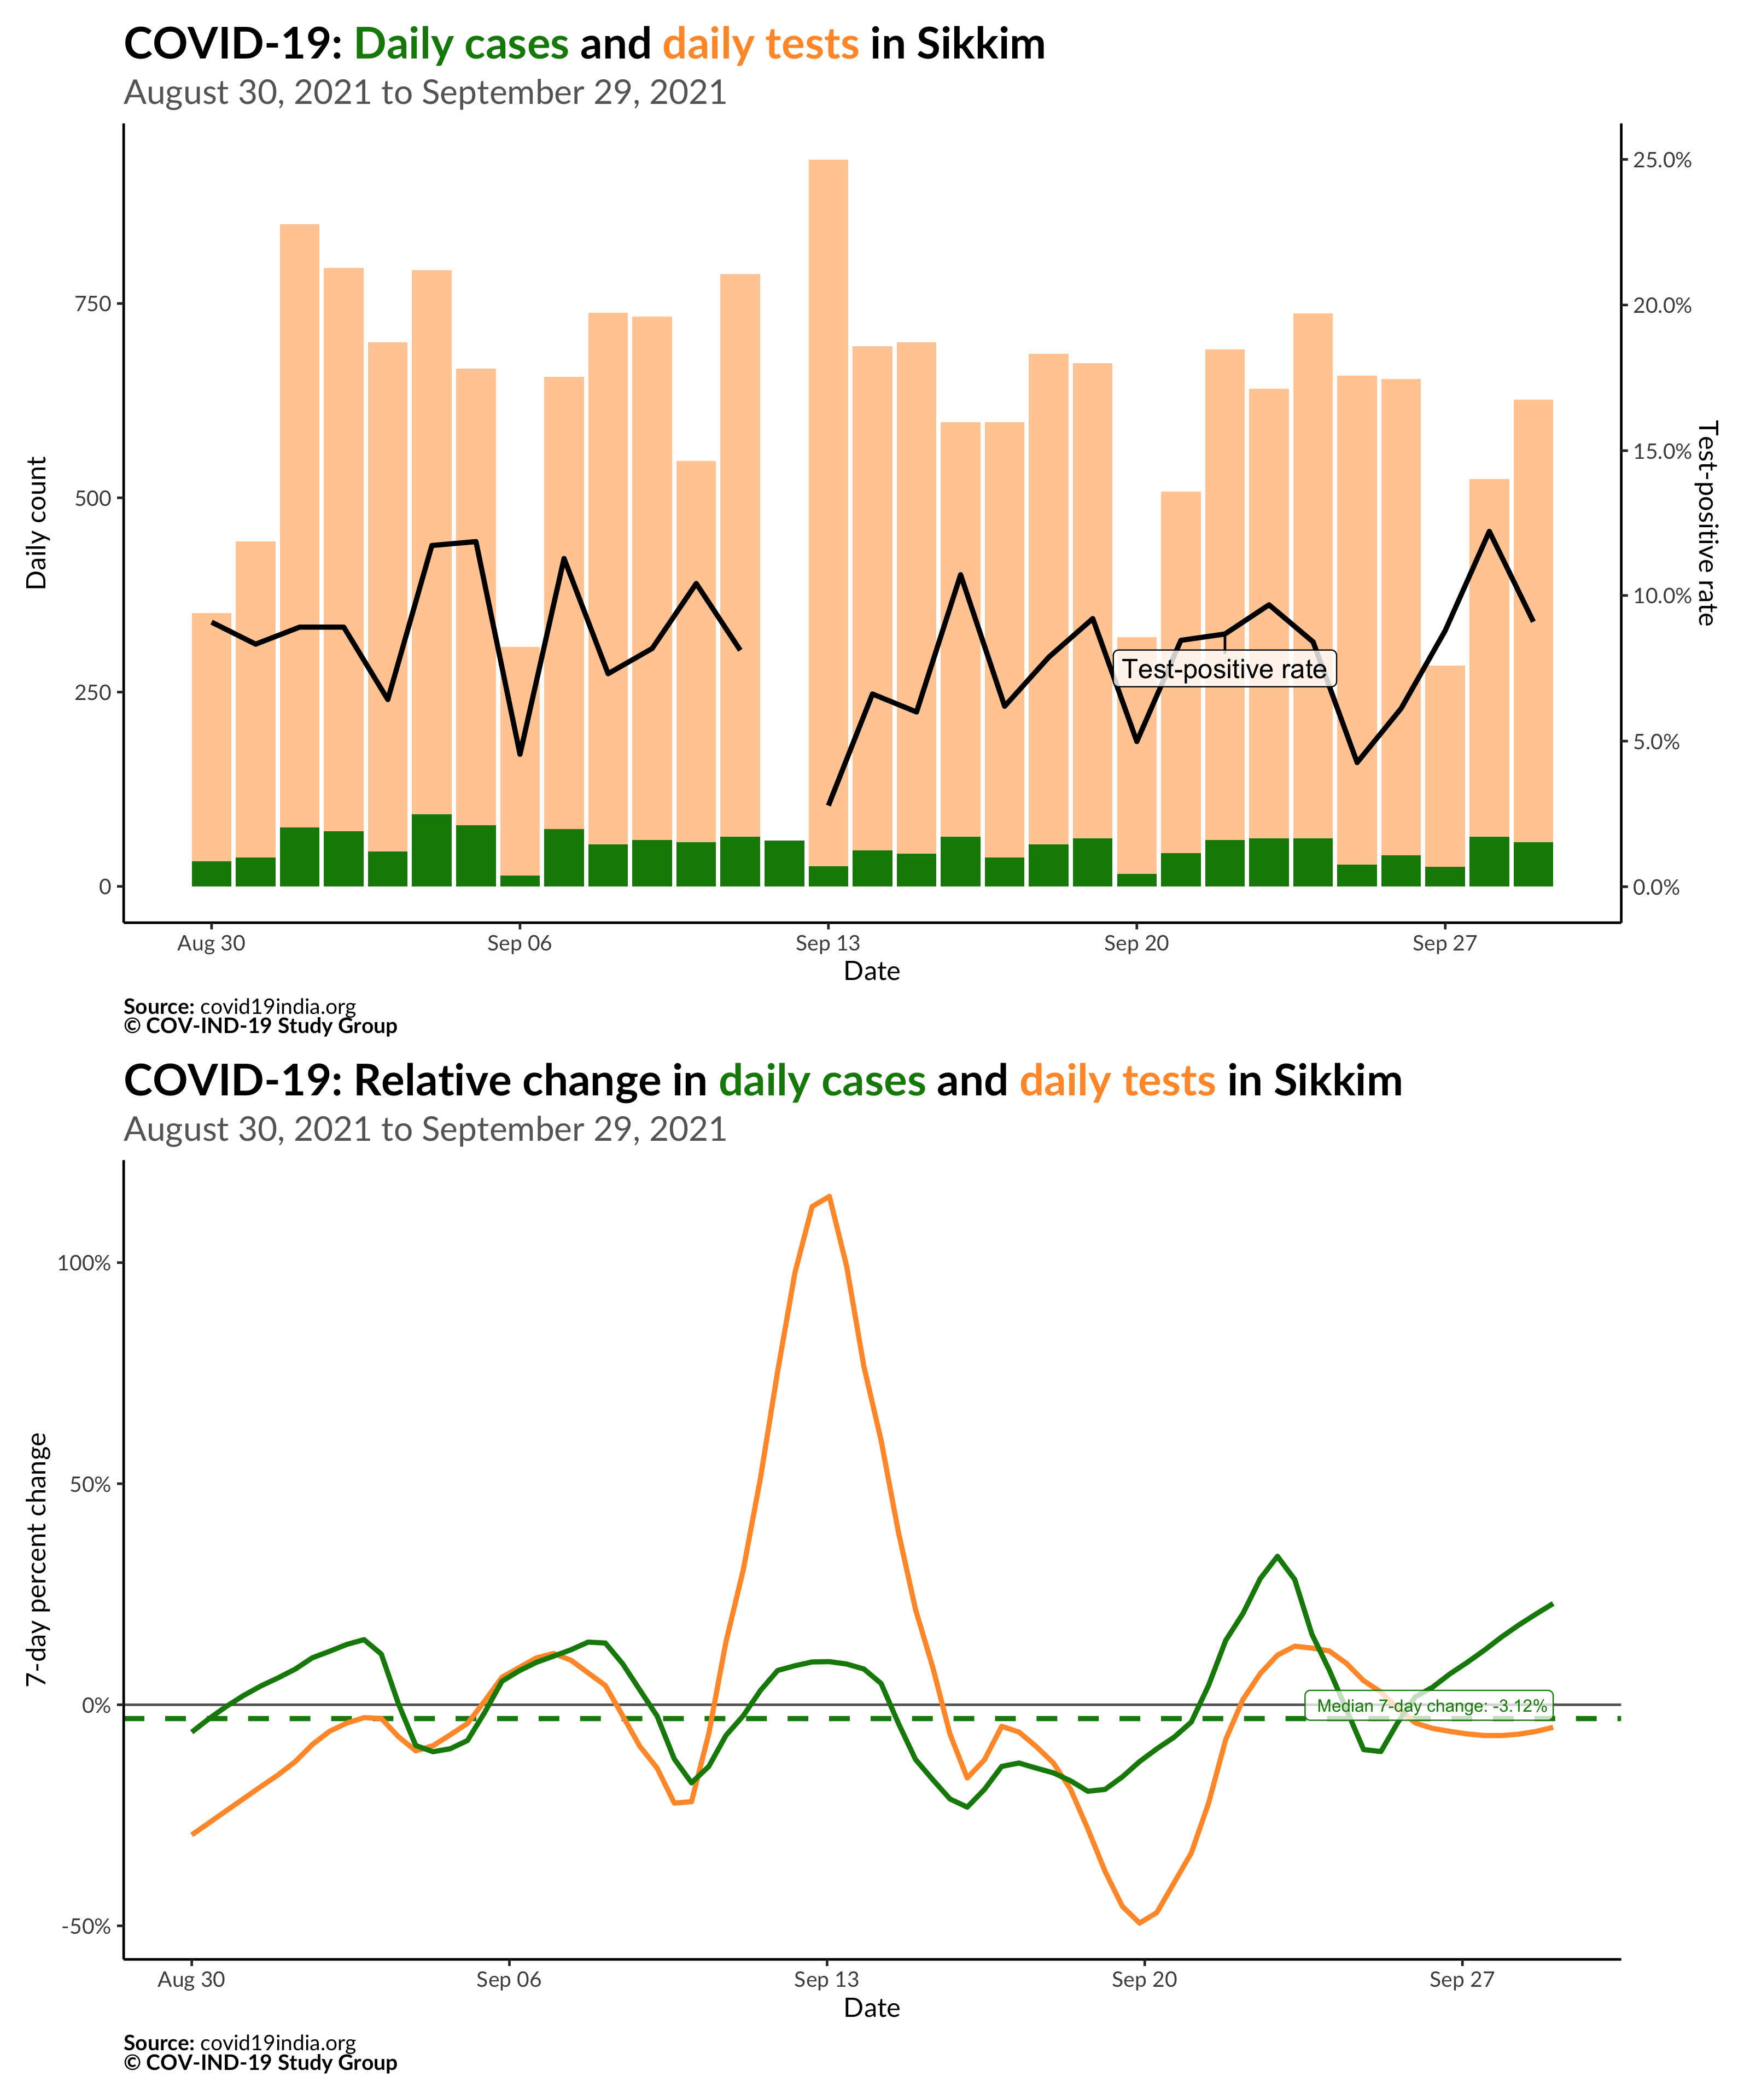 COVID-19: Daily cases and daily tests in Sikkim
August 30, 2021 to September 29, 2021
Daily count
750
500
250
0
25.0%
20.0%
15.0%
10.0%
5.0%
0.0%
Test-positive rate
Test-positive rate
Aug 30
Sep 06
Sep 13
Sep 20
Sep 27
Date
Source: covid19india.org
© COV-IND-19 Study Group
COVID-19: Relative change in daily cases and daily tests in Sikkim
August 30, 2021 to September 29, 2021
7-day percent change
100%
50%
0%
-50%
Median 7-day change: -3.12%
Aug 30
Sep 06
Sep 13
Sep 20
Sep 27
Date
Source: covid19india.org
© COV-IND-19 Study Group